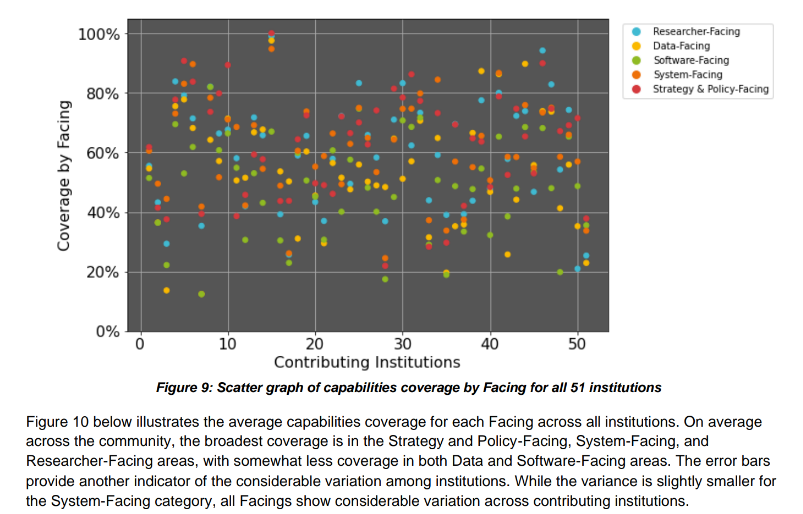 100%
80%
60%
40%
20%
0%
Coverage by Facing
0 10 20 30 40 50
Contributing Institutions
Researcher-Facing
Data-Facing
Software-Facing
System-Facing
Strategy & Policy-Facing
Figure 9: Scatter graph of capabilities coverage by Facing for all 51 institutions
Figure 10 below illustrates the average capabilities coverage for each Facing across all institutions. On average
across the community, the broadest coverage is in the Strategy and Policy-Facing, System-Facing, and
Researcher-Facing areas, with somewhat less coverage in both Data and Software-Facing areas. The error bars
provide another indicator of the considerable variation among institutions. While the variance is slightly smaller for
the System-Facing category, all Facings show considerable variation across contributing institutions.